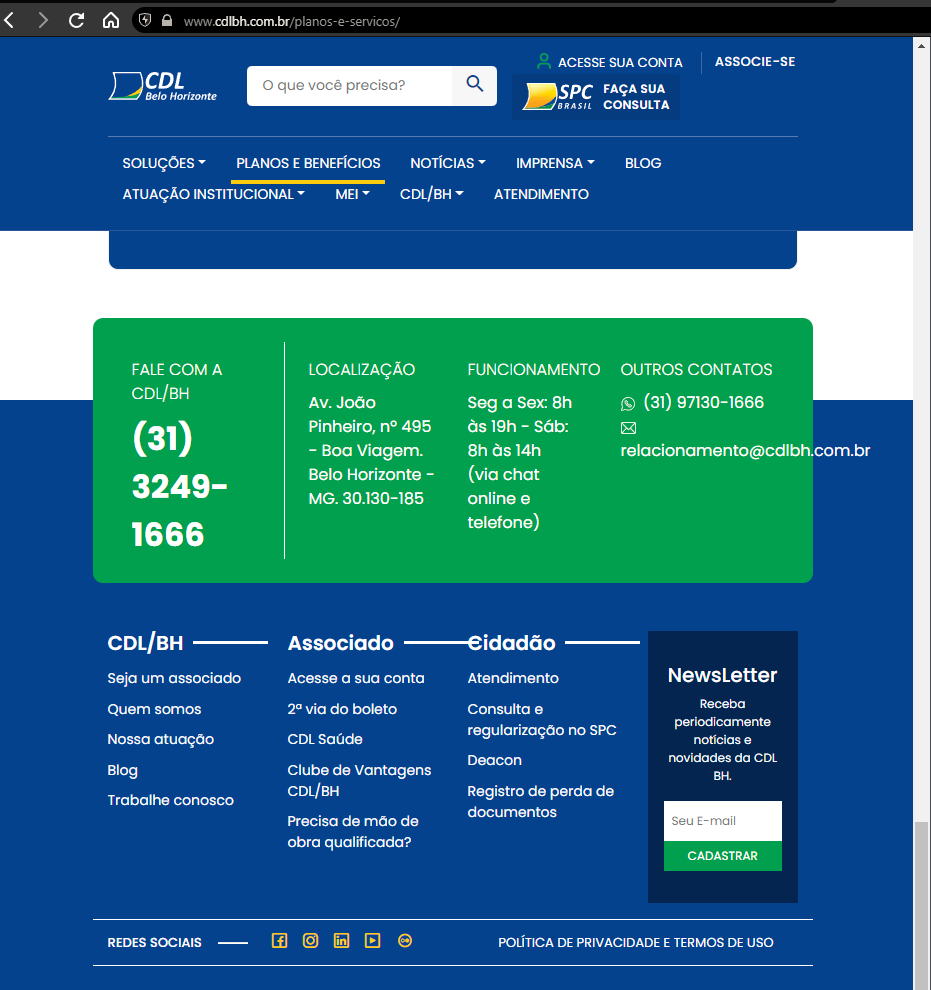 www.cdlbh.com.br/planos-e-servicos/
CDL
Belo Horizonte
O que você precisa?
ACESSE SUA CONTA
ASSOCIE-SE
SPC
BRASIL
FAÇA SUA
CONSULTA
SOLUÇÕES
PLANOS E BENEFÍCIOS
NOTÍCIAS
IMPRENSA
BLOG
ATUAÇÃO INSTITUCIONAL
MEI
CDL/BH
ATENDIMENTO
FALE COM A
CDL/BH
(31)
3249-
1666
LOCALIZAÇÃO
Av. João
Pinheiro, nº 495
- Boa Viagem.
Belo Horizonte -
MG. 30.130-185
FUNCIONAMENTO
Seg a Sex: 8h
às 19h - Sáb:
8h às 14h
(via chat
online e
telefone)
OUTROS CONTATOS
(31) 97130-1666
relacionamento@cdlbh.com.br
CDL/BH
Seja um associado
Quem somos
Nossa atuação
Blog
Trabalhe conosco
Associado
Acesse a sua conta
2ª via do boleto
CDL Saúde
Clube de Vantagens
CDL/BH
Precisa de mão de
obra qualificada?
Cidadão
Atendimento
Consulta e
regularização no SPC
Deacon
Registro de perda de
documentos
NewsLetter
Receba
periodicamente
notícias e
novidades da CDL
BH.
Seu E-mail
CADASTRAR
REDES SOCIAIS
POLÍTICA DE PRIVACIDADE E TERMOS DE USO